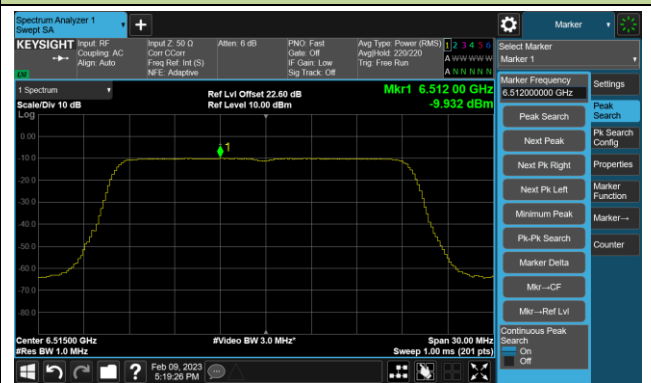 Spectrum Analyzer 1
Swept SA
+
Marker
KEYSIGHT
Input: RF
Coupling: AC
Align: Auto
Input Z: 50 Ω
Corr CCorr
Freq Ref: Int (S)
NFE: Adaptive
Atten: 6 dB
PNO: Fast
Gate: Off
IF Gain: Low
Sig Track: Off
Avg Type: Power (RMS)
Avg|Hold: 220/220
Trig: Free Run
1 2 3 4 5 6
A W W W W W
A N N N N N
Select Marker
Marker 1
1 Spectrum
Scale/Div 10 dB
Log
Ref Lvl Offset 22.60 dB
Ref Level 10.00 dBm
Mkr1 6.512 00 GHz
-9.932 dBm
0.00
-10.0
-20.0
-30.0
-40.0
-50.0
-60.0
-70.0
-80.0
1
Center 6.51500 GHz
#Res BW 1.0 MHz
#Video BW 3.0 MHz*
Span 30.00 MHz
Sweep 1.00 ms (201 pts)
Marker Frequency
6.512000000 GHz
Peak Search
Next Peak
Next Pk Right
Next Pk Left
Minimum Peak
Pk-Pk Search
Marker Delta
Mkr→CF
Mkr→Ref Lvl
Continuous Peak
Search
On
Off
Settings
Peak
Search
Pk Search
Config
Properties
Marker
Function
Marker→
Counter
?
Feb 09, 2023
5:19:26 PM